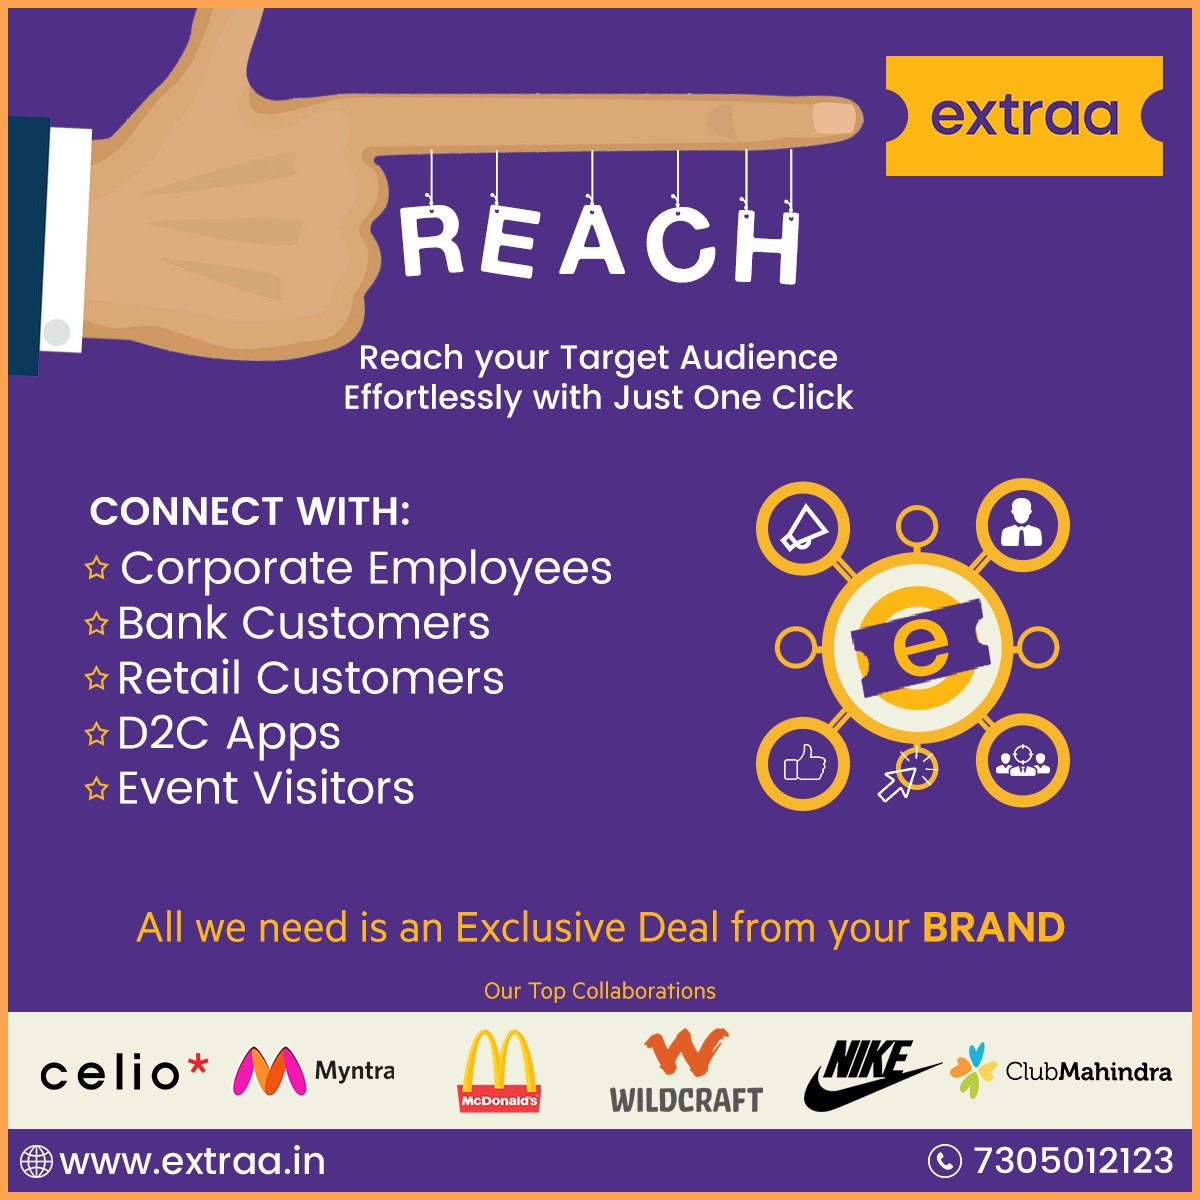 extraa
REACH
Reach your Target Audience
Effortlessly with Just One Click
CONNECT WITH:
Corporate Employees
Bank Customers
Retail Customers
D2C Apps
Event Visitors
e
All we need is an Exclusive Deal from your BRAND
Our Top Collaborations
celio*
Myntra
McDonald's
WILDCRAFT
NIKE
ClubMahindra
www.extraa.in
7305012123